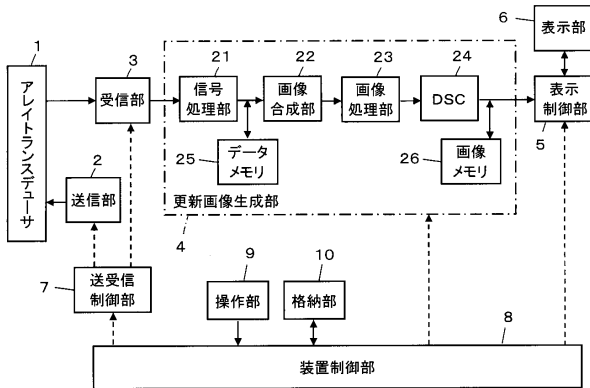 1
アレイトランスデューサ
3
受信部
2
送信部
7
送受信
制御部
21
信号
処理部
22
画像
合成部
23
画像
処理部
24
DSC
25
データ
メモリ
26
画像
メモリ
更新画像生成部
4
6
表示部
表示
制御部
5
9
操作部
10
格納部
8
装置制御部